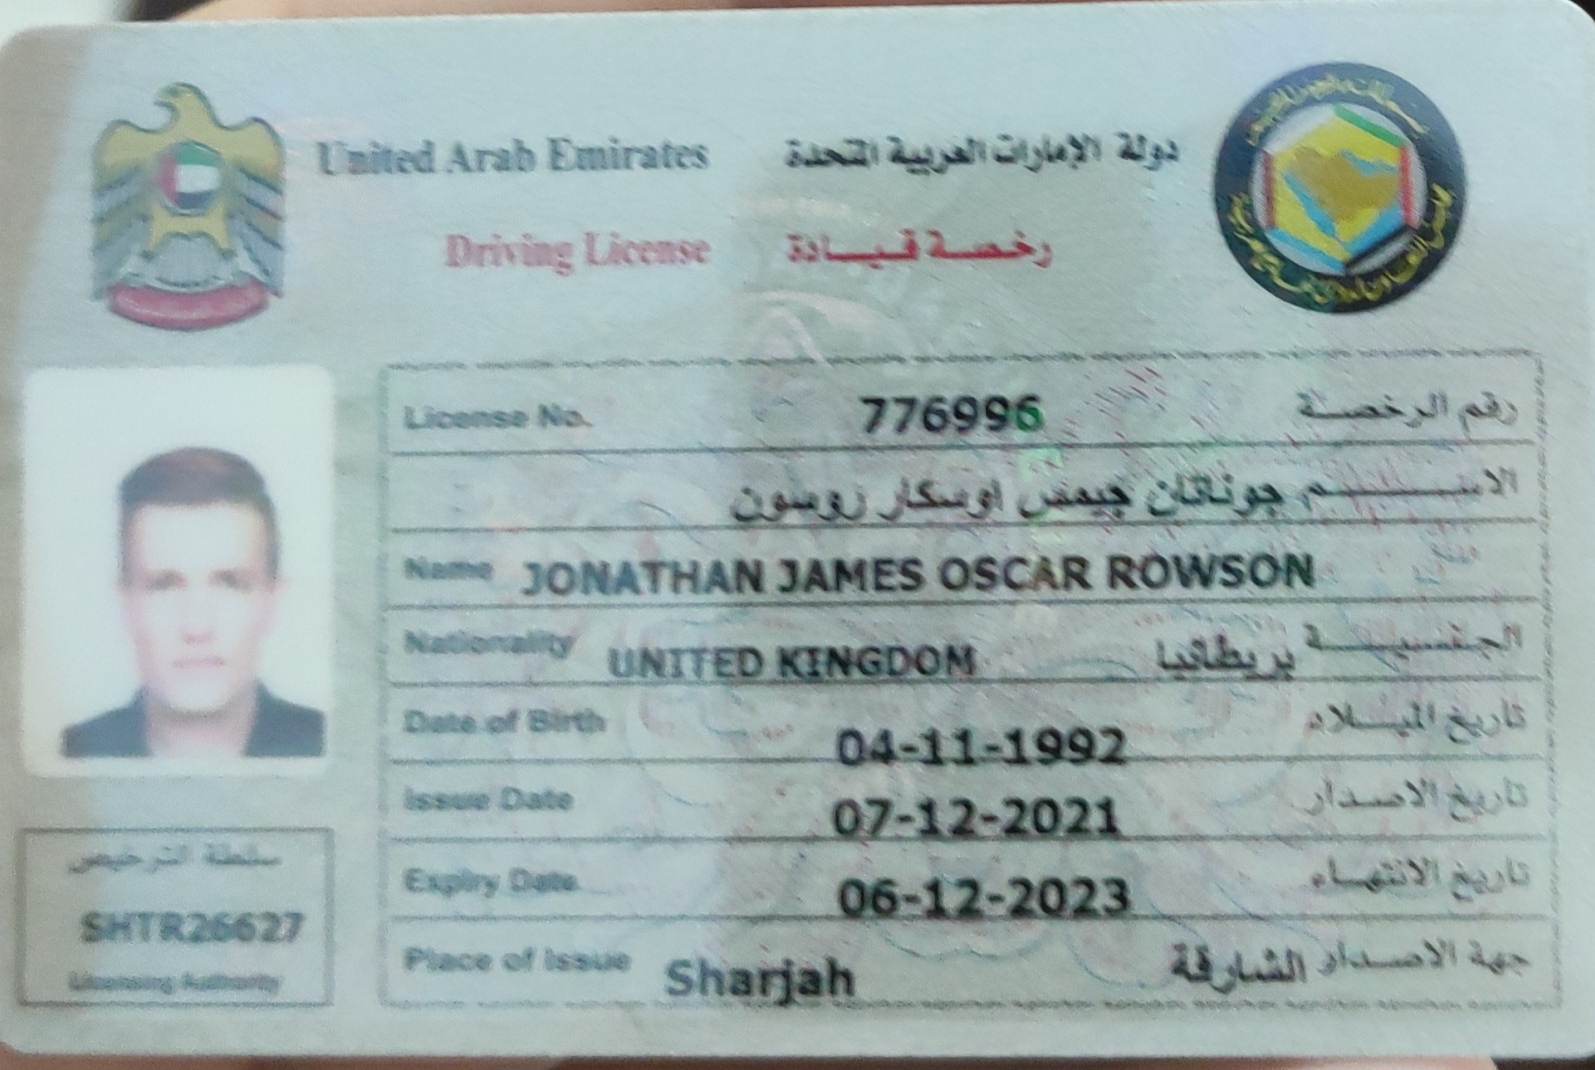 United Arab Emirates دولة الإمارات العربية المتحدة
Driving License رخصة قيادة
License No. 776996 رقم الرخصة
الاسم جوناثان جيمس اوسكار روسون
Name JONATHAN JAMES OSCAR ROWSON
Nationality UNITED KINGDOM بريطانيا الجنسية
Date of Birth 04-11-1992 تاريخ الميلاد
Issue Date 07-12-2021 تاريخ الاصدار
Expiry Date 06-12-2023 تاريخ الانتهاء
Place of Issue Sharjah الشارقة جهة الاصدار
سلطة الترخيص
SHTR26627
Licensing Authority